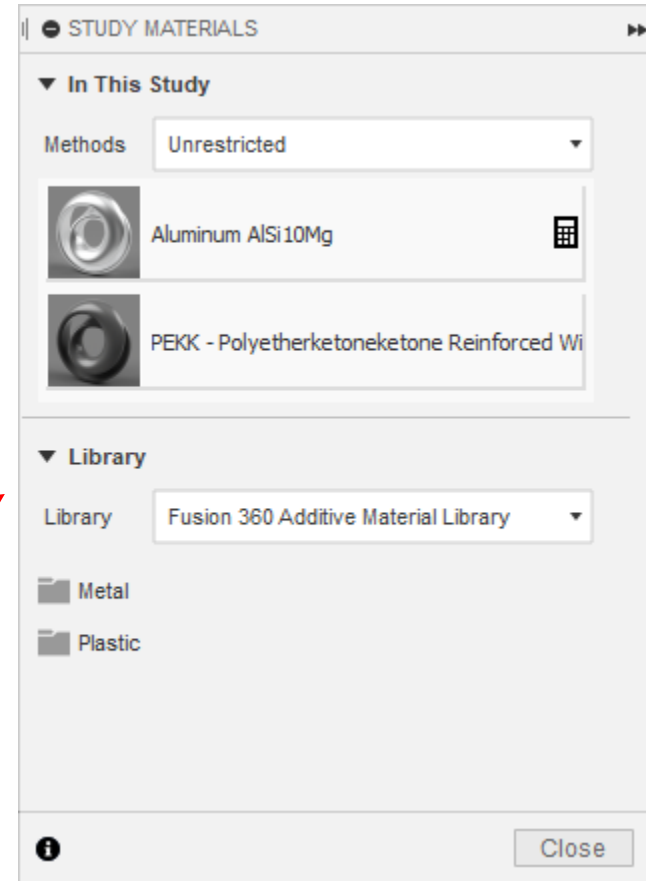 STUDY MATERIALS
In This Study
Methods Unrestricted
Aluminum AlSi10Mg
PEKK - Polyetherketoneketone Reinforced Wi
Library
Library Fusion 360 Additive Material Library
Metal
Plastic
Close